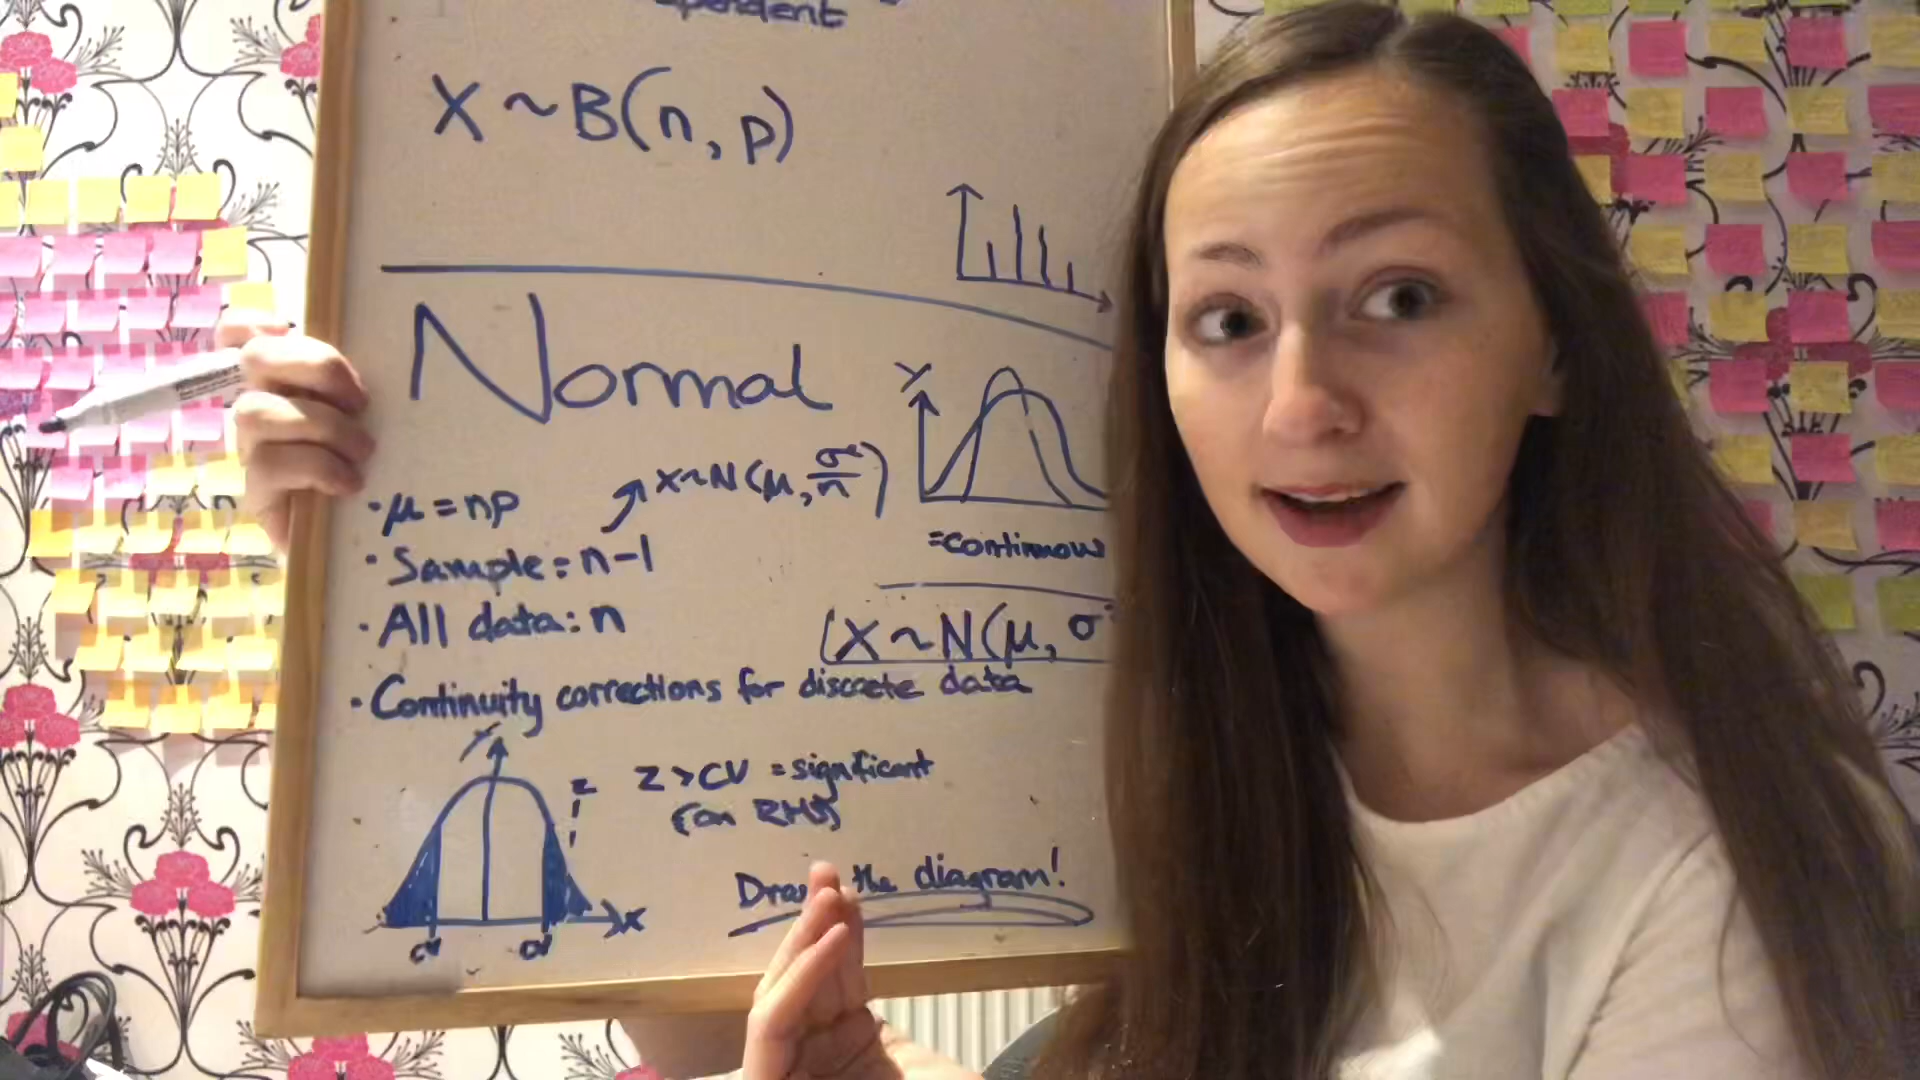 X ~ B(n, p)
Normal
Y
x~N(μ, σ²/n)
• μ = np
• Sample: n-1
=continuous
• All data: n
(X ~ N(μ, σ²
• Continuity corrections for discrete data
Y
z
Z > CV = significant
(on RHS)
Draw the diagram!
x
CV
CV